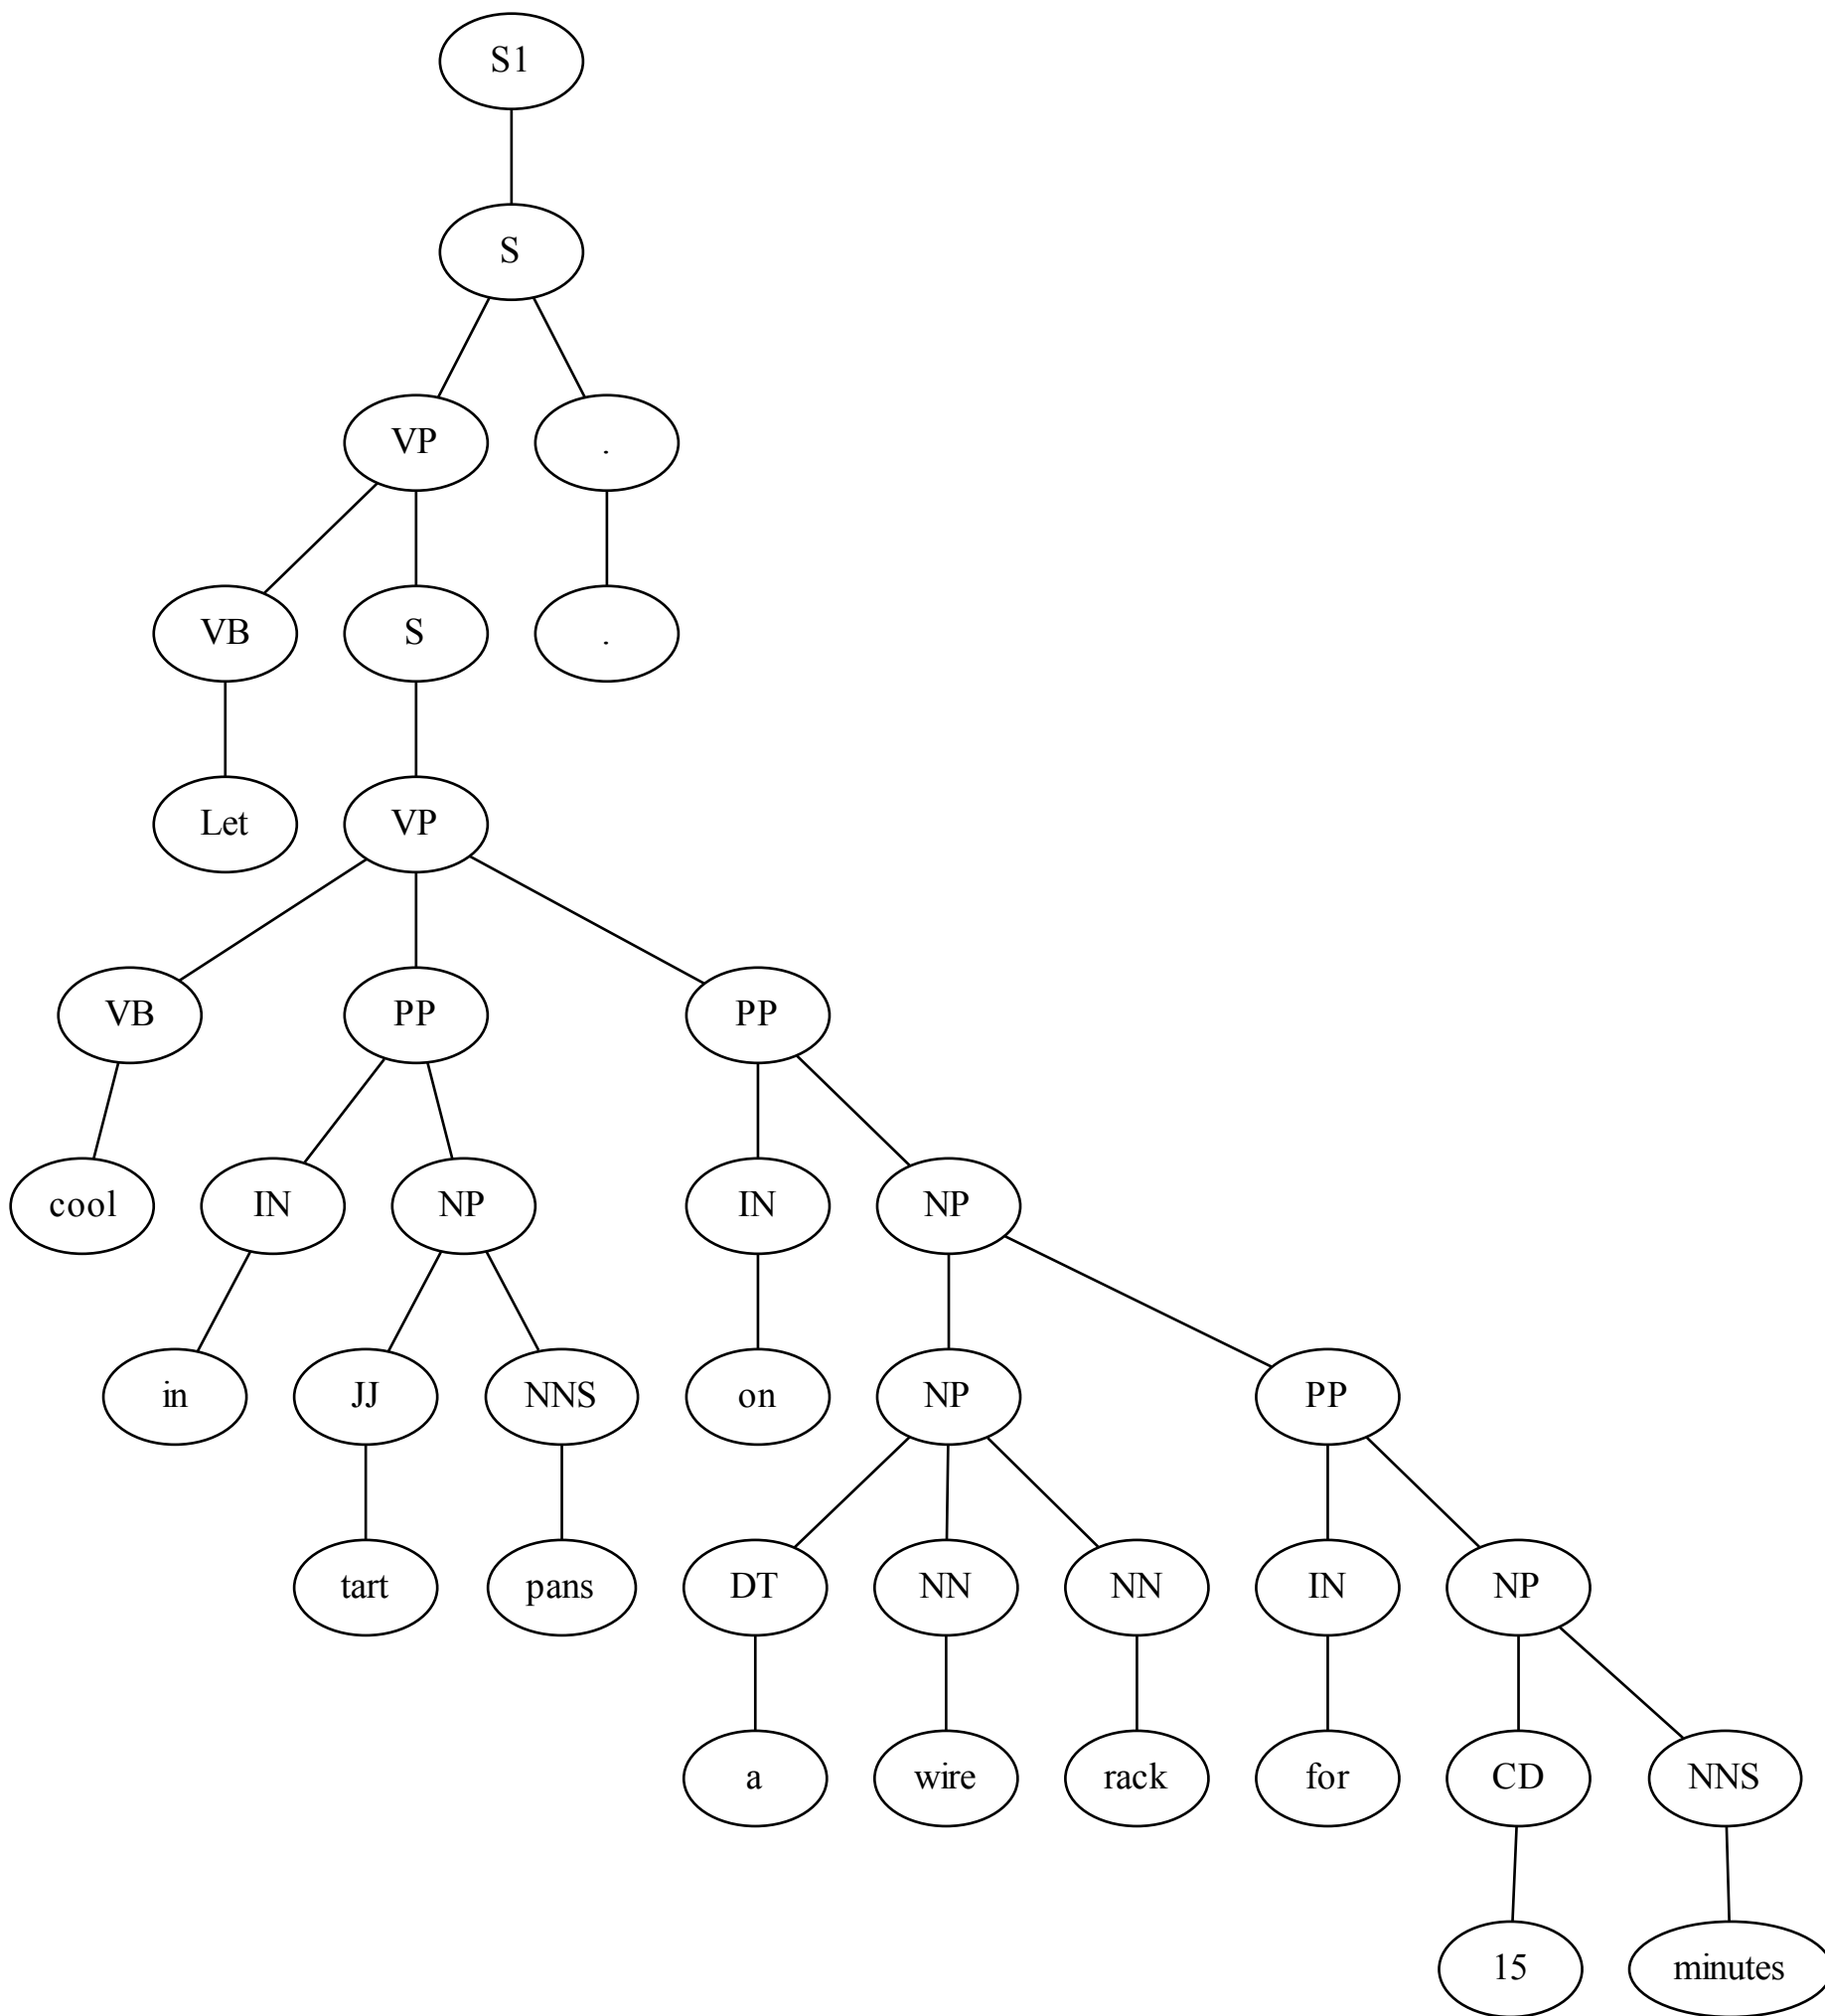 S1
S
VP .
VB S .
Let VP
VB PP PP
cool IN NP IN NP
in JJ NNS on NP PP
tart pans DT NN NN IN NP
a wire rack for CD NNS
15 minutes